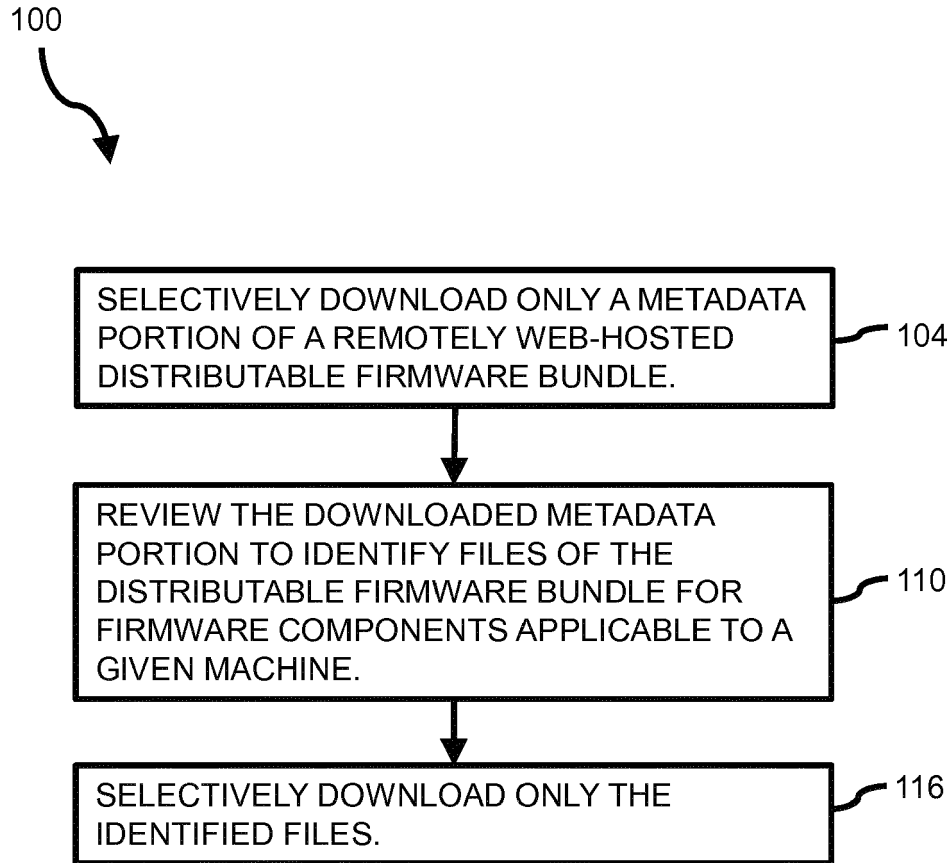 100
SELECTIVELY DOWNLOAD ONLY A METADATA
PORTION OF A REMOTELY WEB-HOSTED
DISTRIBUTABLE FIRMWARE BUNDLE.
104
REVIEW THE DOWNLOADED METADATA
PORTION TO IDENTIFY FILES OF THE
DISTRIBUTABLE FIRMWARE BUNDLE FOR
FIRMWARE COMPONENTS APPLICABLE TO A
GIVEN MACHINE.
110
SELECTIVELY DOWNLOAD ONLY THE
IDENTIFIED FILES.
116